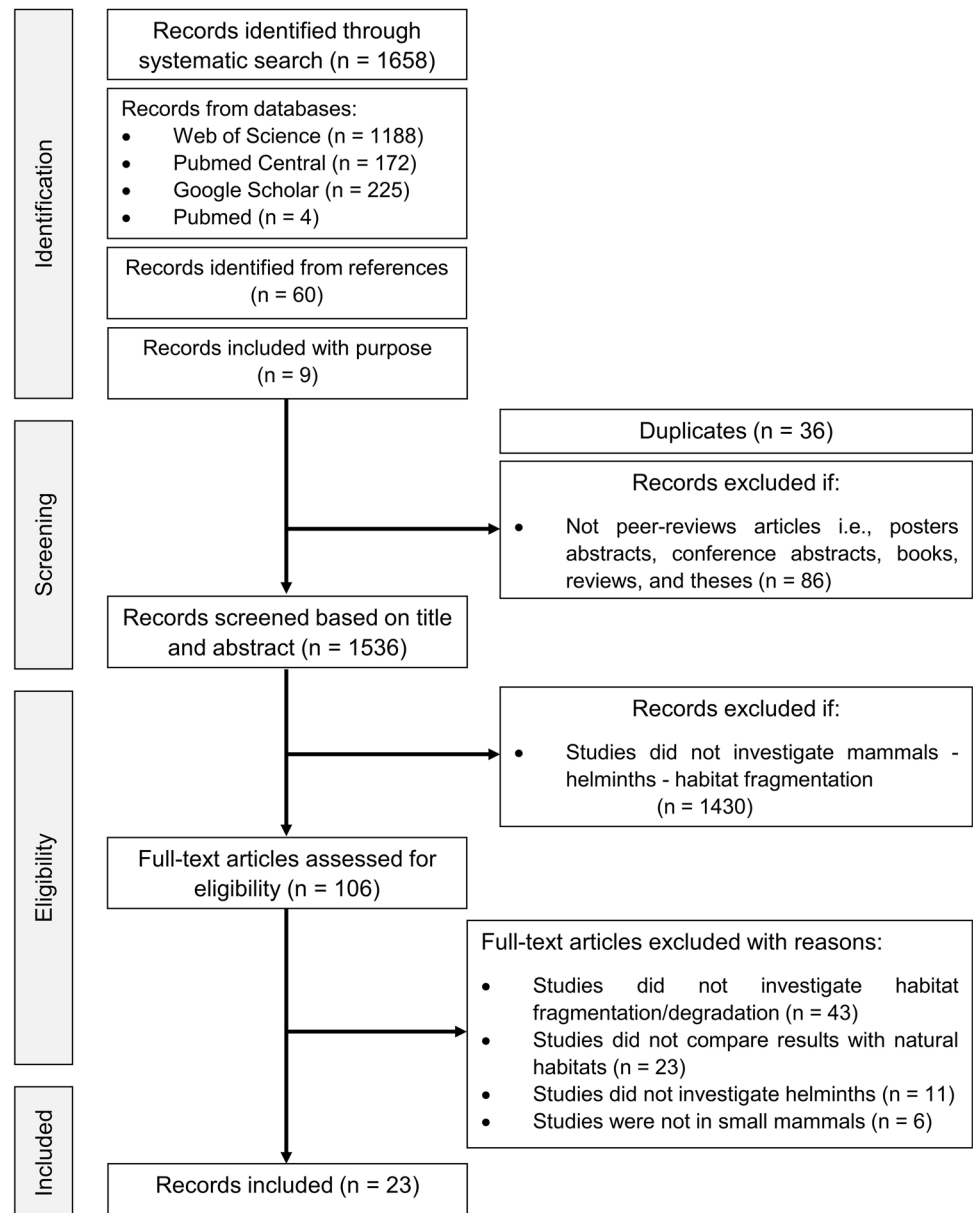 Identification
Records identified through
systematic search (n = 1658)
Records from databases:
• Web of Science (n = 1188)
• Pubmed Central (n = 172)
• Google Scholar (n = 225)
• Pubmed (n = 4)
Records identified from references
(n = 60)
Records included with purpose
(n = 9)
Screening
Duplicates (n = 36)
Records excluded if:
• Not peer-reviews articles i.e., posters
abstracts, conference abstracts, books,
reviews, and theses (n = 86)
Records screened based on title
and abstract (n = 1536)
Eligibility
Records excluded if:
• Studies did not investigate mammals -
helminths - habitat fragmentation
(n = 1430)
Full-text articles assessed for
eligibility (n = 106)
Full-text articles excluded with reasons:
• Studies did not investigate habitat
fragmentation/degradation (n = 43)
• Studies did not compare results with natural
habitats (n = 23)
• Studies did not investigate helminths (n = 11)
• Studies were not in small mammals (n = 6)
Included
Records included (n = 23)